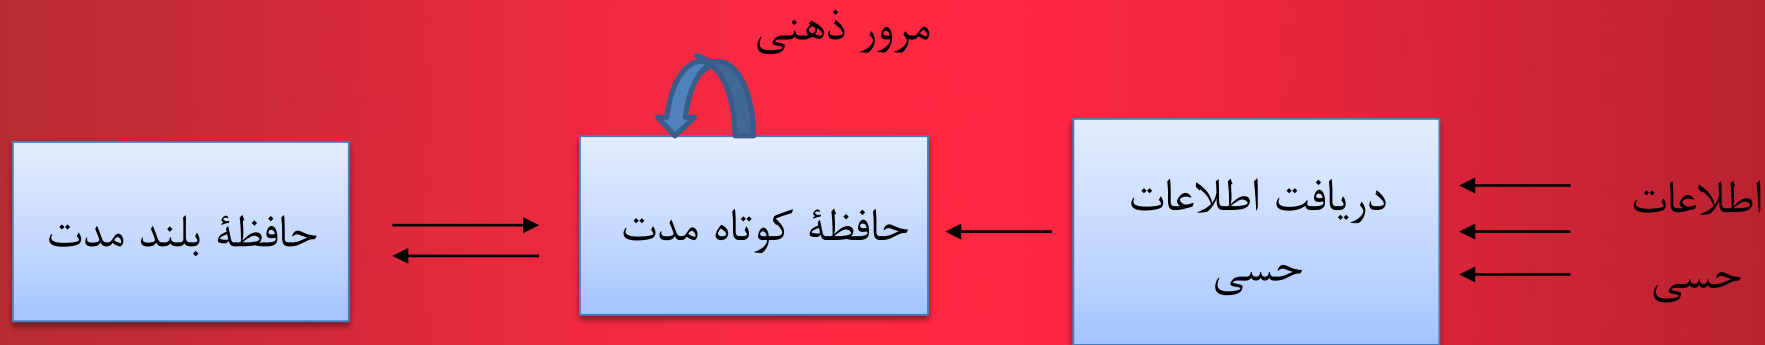 مرور ذهنی
اطلاعات
حسی
دریافت اطلاعات
حسی
حافظهٔ کوتاه مدت
حافظهٔ بلند مدت